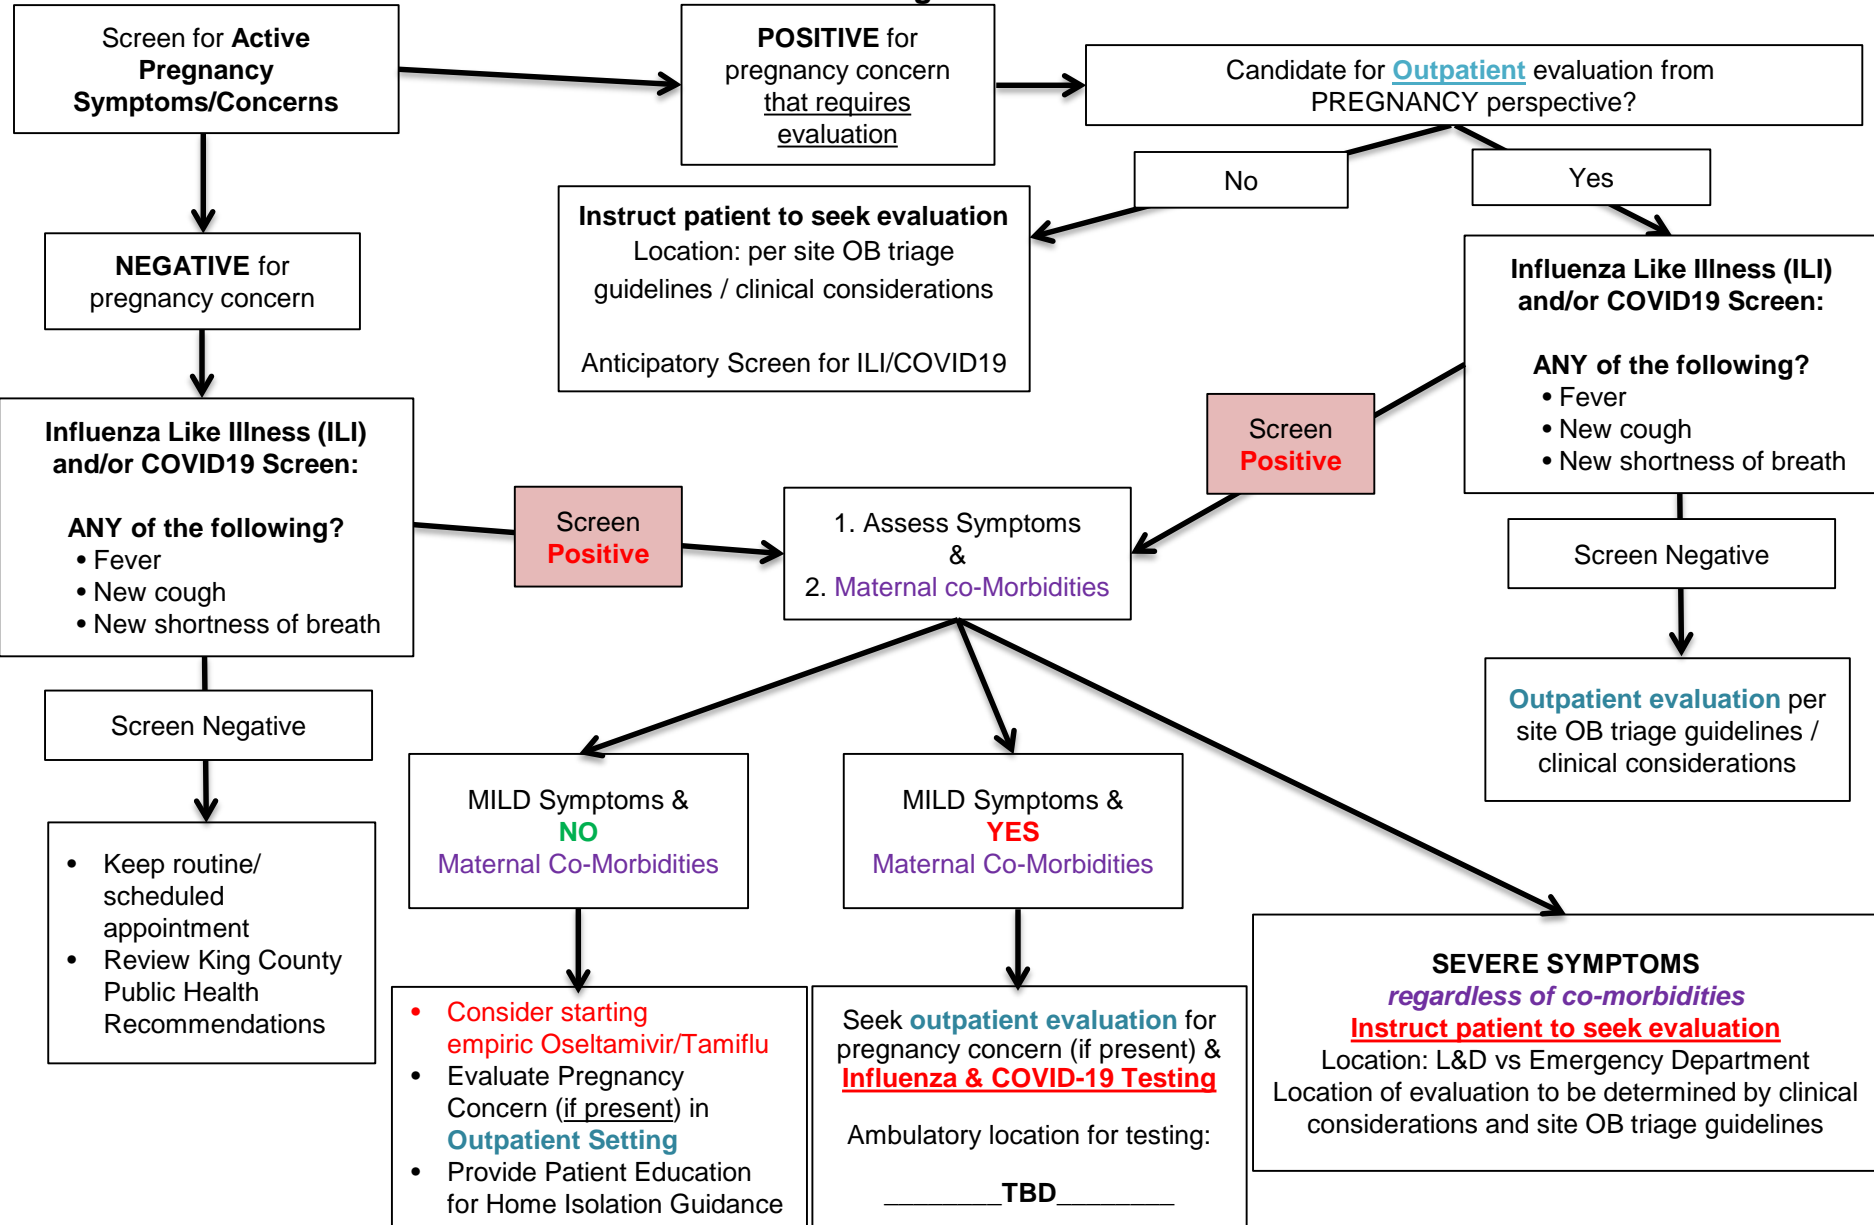 Screen for Active
Pregnancy
Symptoms/Concerns
POSITIVE for
pregnancy concern
that requires
evaluation
Candidate for Outpatient evaluation from
PREGNANCY perspective?
No
Yes
Instruct patient to seek evaluation
Location: per site OB triage
guidelines / clinical considerations
Anticipatory Screen for ILI/COVID19
NEGATIVE for
pregnancy concern
Influenza Like Illness (ILI)
and/or COVID19 Screen:
ANY of the following?
• Fever
• New cough
• New shortness of breath
Screen
Positive
Influenza Like Illness (ILI)
and/or COVID19 Screen:
ANY of the following?
• Fever
• New cough
• New shortness of breath
Screen
Positive
1. Assess Symptoms
&
2. Maternal co-Morbidities
Screen Negative
Outpatient evaluation per
site OB triage guidelines /
clinical considerations
Screen Negative
• Keep routine/
scheduled
appointment
• Review King County
Public Health
Recommendations
MILD Symptoms &
NO
Maternal Co-Morbidities
MILD Symptoms &
YES
Maternal Co-Morbidities
• Consider starting
empiric Oseltamivir/Tamiflu
• Evaluate Pregnancy
Concern (if present) in
Outpatient Setting
• Provide Patient Education
for Home Isolation Guidance
Seek outpatient evaluation for
pregnancy concern (if present) &
Influenza & COVID-19 Testing
Ambulatory location for testing:
________TBD________
SEVERE SYMPTOMS
regardless of co-morbidities
Instruct patient to seek evaluation
Location: L&D vs Emergency Department
Location of evaluation to be determined by clinical
considerations and site OB triage guidelines